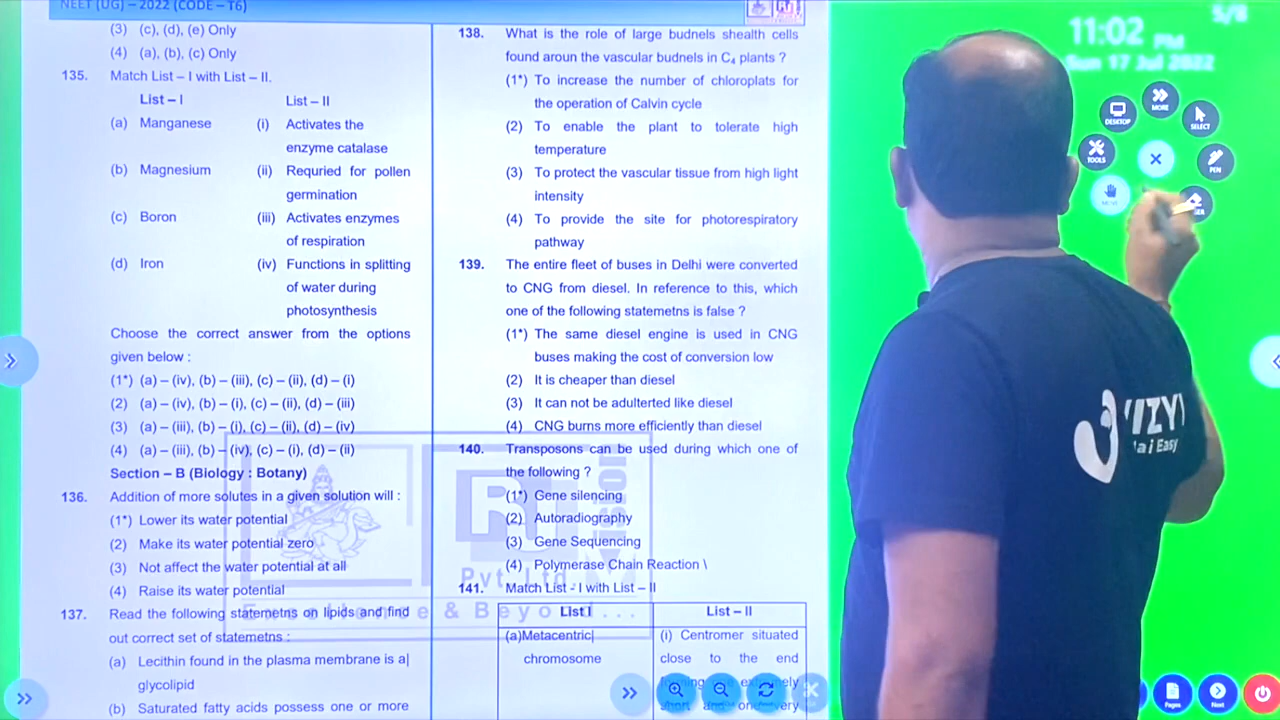 NEET (UG) – 2022 (CODE – T6)
(3) (c), (d), (e) Only
(4) (a), (b), (c) Only
135. Match List – I with List – II.
List – I List – II
(a) Manganese (i) Activates the
enzyme catalase
(b) Magnesium (ii) Requried for pollen
germination
(c) Boron (iii) Activates enzymes
of respiration
(d) Iron (iv) Functions in splitting
of water during
photosynthesis
Choose the correct answer from the options
given below :
(1*) (a) – (iv), (b) – (iii), (c) – (ii), (d) – (i)
(2) (a) – (iv), (b) – (i), (c) – (ii), (d) – (iii)
(3) (a) – (iii), (b) – (i), (c) – (ii), (d) – (iv)
(4) (a) – (iii), (b) – (iv), (c) – (i), (d) – (ii)
Section – B (Biology : Botany)
136. Addition of more solutes in a given solution will :
(1*) Lower its water potential
(2) Make its water potential zero
(3) Not affect the water potential at all
(4) Raise its water potential
137. Read the following statemetns on lipids and find
out correct set of statemetns :
(a) Lecithin found in the plasma membrane is a
glycolipid
(b) Saturated fatty acids possess one or more
138. What is the role of large budnels shealth cells
found aroun the vascular budnels in C₄ plants ?
(1*) To increase the number of chloroplats for
the operation of Calvin cycle
(2) To enable the plant to tolerate high
temperature
(3) To protect the vascular tissue from high light
intensity
(4) To provide the site for photorespiratory
pathway
139. The entire fleet of buses in Delhi were converted
to CNG from diesel. In reference to this, which
one of the following statemetns is false ?
(1*) The same diesel engine is used in CNG
buses making the cost of conversion low
(2) It is cheaper than diesel
(3) It can not be adulterted like diesel
(4) CNG burns more efficiently than diesel
140. Transposons can be used during which one of
the following ?
(1*) Gene silencing
(2) Autoradiography
(3) Gene Sequencing
(4) Polymerase Chain Reaction \
141. Match List - I with List – II
List I List – II
(a)Metacentric (i) Centromer situated
chromosome close to the end
Pvt. Ltd
& Beyond...
5/8
11:02 PM
Sun 17 Jul 2022
MORE
DESKTOP
SELECT
TOOLS
PEN
MOVE
Pages
Next